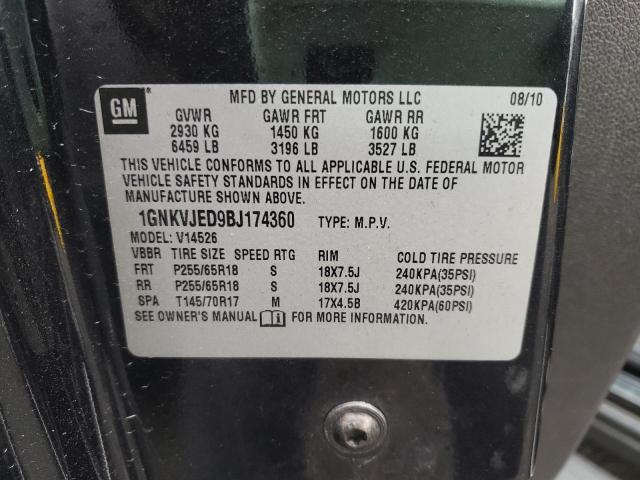 GM
MFD BY GENERAL MOTORS LLC 08/10
GVWR GAWR FRT GAWR RR
2930 KG 1450 KG 1600 KG
6459 LB 3196 LB 3527 LB
THIS VEHICLE CONFORMS TO ALL APPLICABLE U.S. FEDERAL MOTOR
VEHICLE SAFETY STANDARDS IN EFFECT ON THE DATE OF
MANUFACTURE SHOWN ABOVE.
1GNKVJED9BJ174360 TYPE: M.P.V.
MODEL: V14526
VBBR TIRE SIZE SPEED RTG RIM COLD TIRE PRESSURE
FRT P255/65R18 S 18X7.5J 240KPA(35PSI)
RR P255/65R18 S 18X7.5J 240KPA(35PSI)
SPA T145/70R17 M 17X4.5B 420KPA(60PSI)
SEE OWNER'S MANUAL FOR MORE INFORMATION.